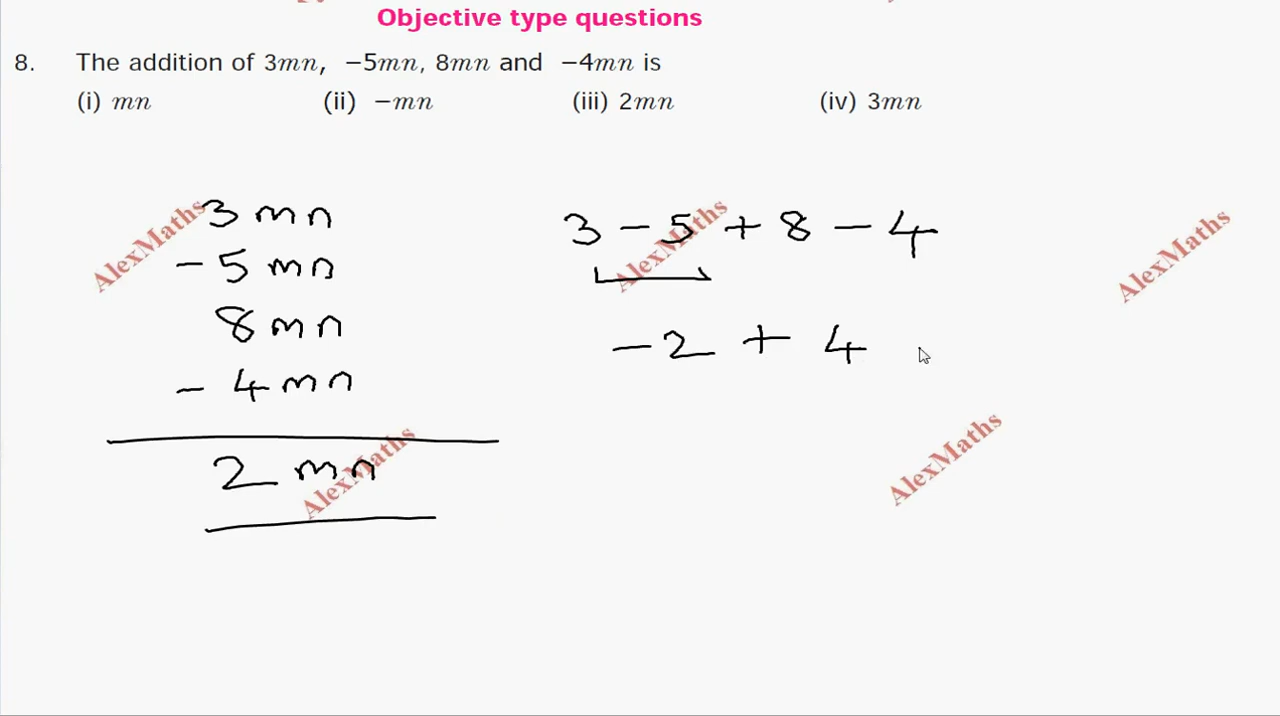 Objective type questions
8. The addition of 3mn, −5mn, 8mn and −4mn is
(i) mn (ii) −mn (iii) 2mn (iv) 3mn
3 mn
− 5 mn
8 mn
− 4 mn
2 mn
3 − 5 + 8 − 4
− 2 + 4
AlexMaths
AlexMaths
AlexMaths
AlexMaths
AlexMaths